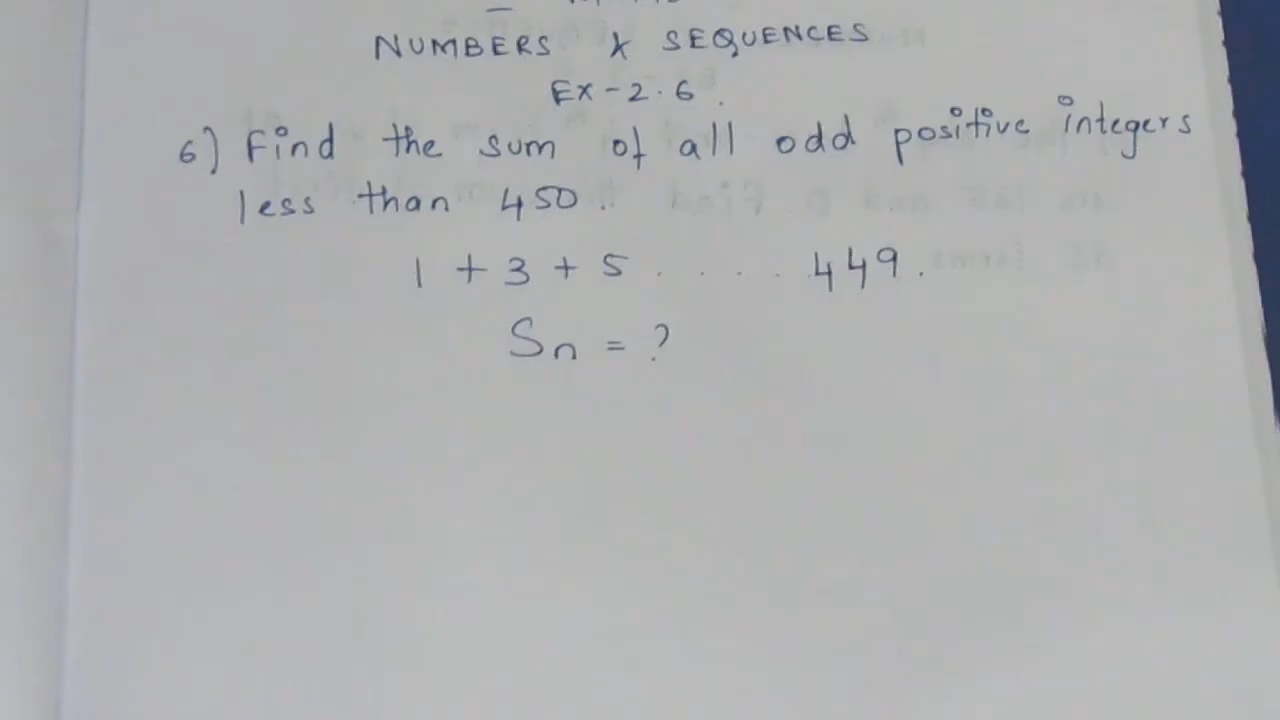 NUMBERS & SEQUENCES
EX-2.6.
6) Find the sum of all odd positive integers
less than 450.
1 + 3 + 5 . . . . . 449.
Sn = ?